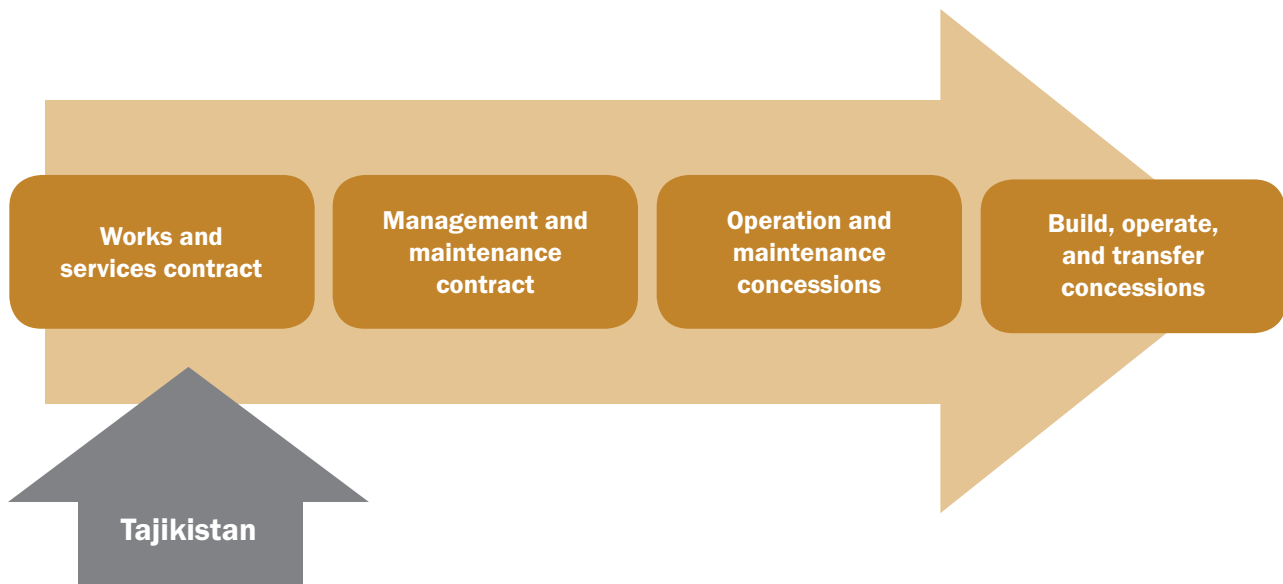 Works and
services contract
Management and
maintenance
contract
Operation and
maintenance
concessions
Build, operate,
and transfer
concessions
Tajikistan